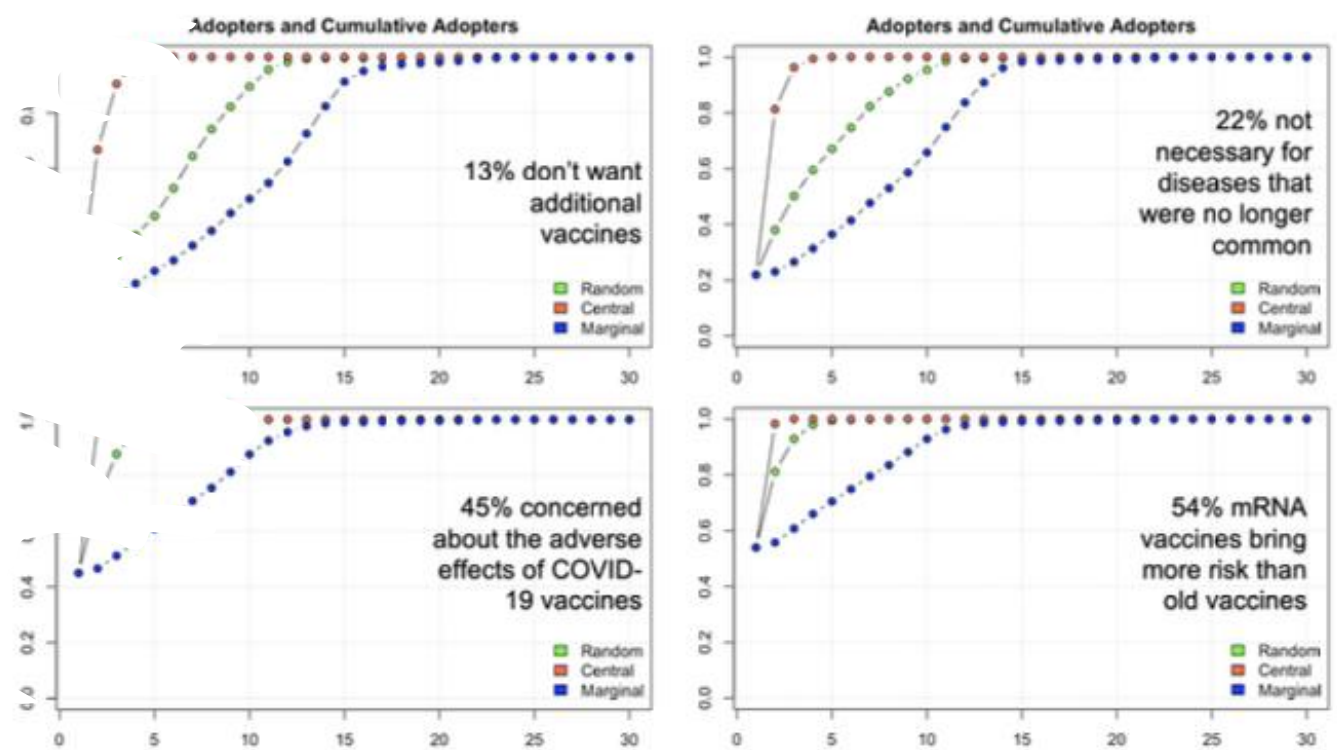 Adopters and Cumulative Adopters
13% don't want
additional
vaccines
Random
Central
Marginal
10 15 20 25 30
Adopters and Cumulative Adopters
1.0
0.8
0.6
0.4
0.2
0.0
22% not
necessary for
diseases that
were no longer
common
Random
Central
Marginal
0 5 10 15 20 25 30
0.4
0.2
45% concerned
about the adverse
effects of COVID-
19 vaccines
Random
Central
Marginal
0 5 10 15 20 25 30
1.0
0.8
0.6
0.4
0.2
0.0
54% mRNA
vaccines bring
more risk than
old vaccines
Random
Central
Marginal
0 5 10 15 20 25 30